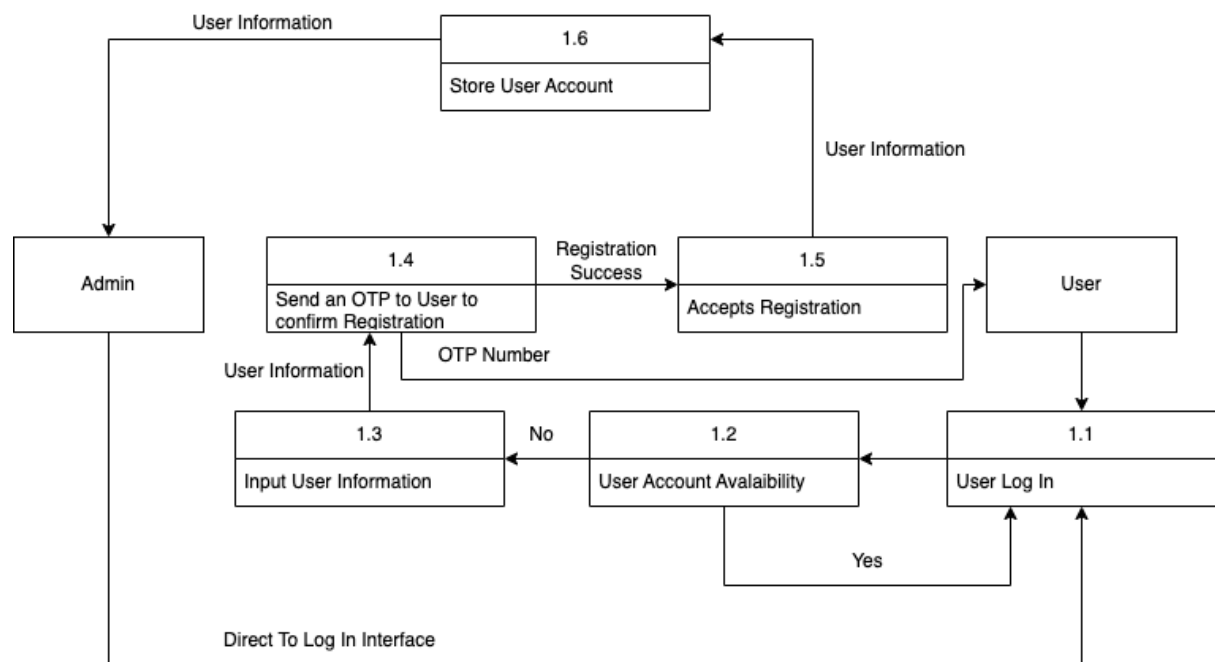 User Information
1.6
Store User Account
User Information
Admin
1.4
Send an OTP to User to
confirm Registration
Registration
Success
1.5
Accepts Registration
User
OTP Number
User Information
1.3
Input User Information
No
1.2
User Account Avalaibility
1.1
User Log In
Yes
Direct To Log In Interface